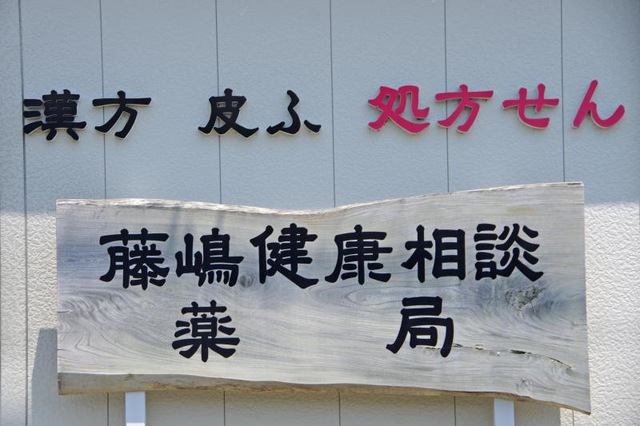 漢方 皮ふ 処方せん
藤嶋健康相談
薬局